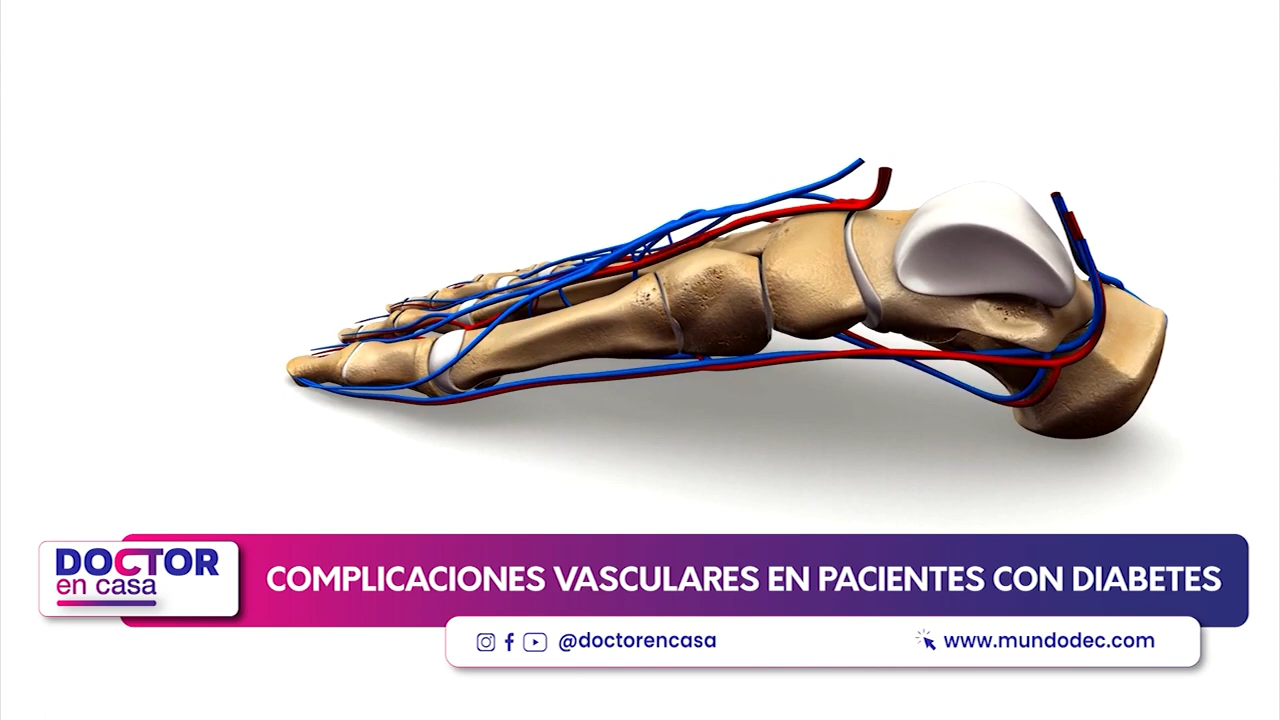 DOCTOR
en casa
COMPLICACIONES VASCULARES EN PACIENTES CON DIABETES
@doctorencasa
www.mundodec.com